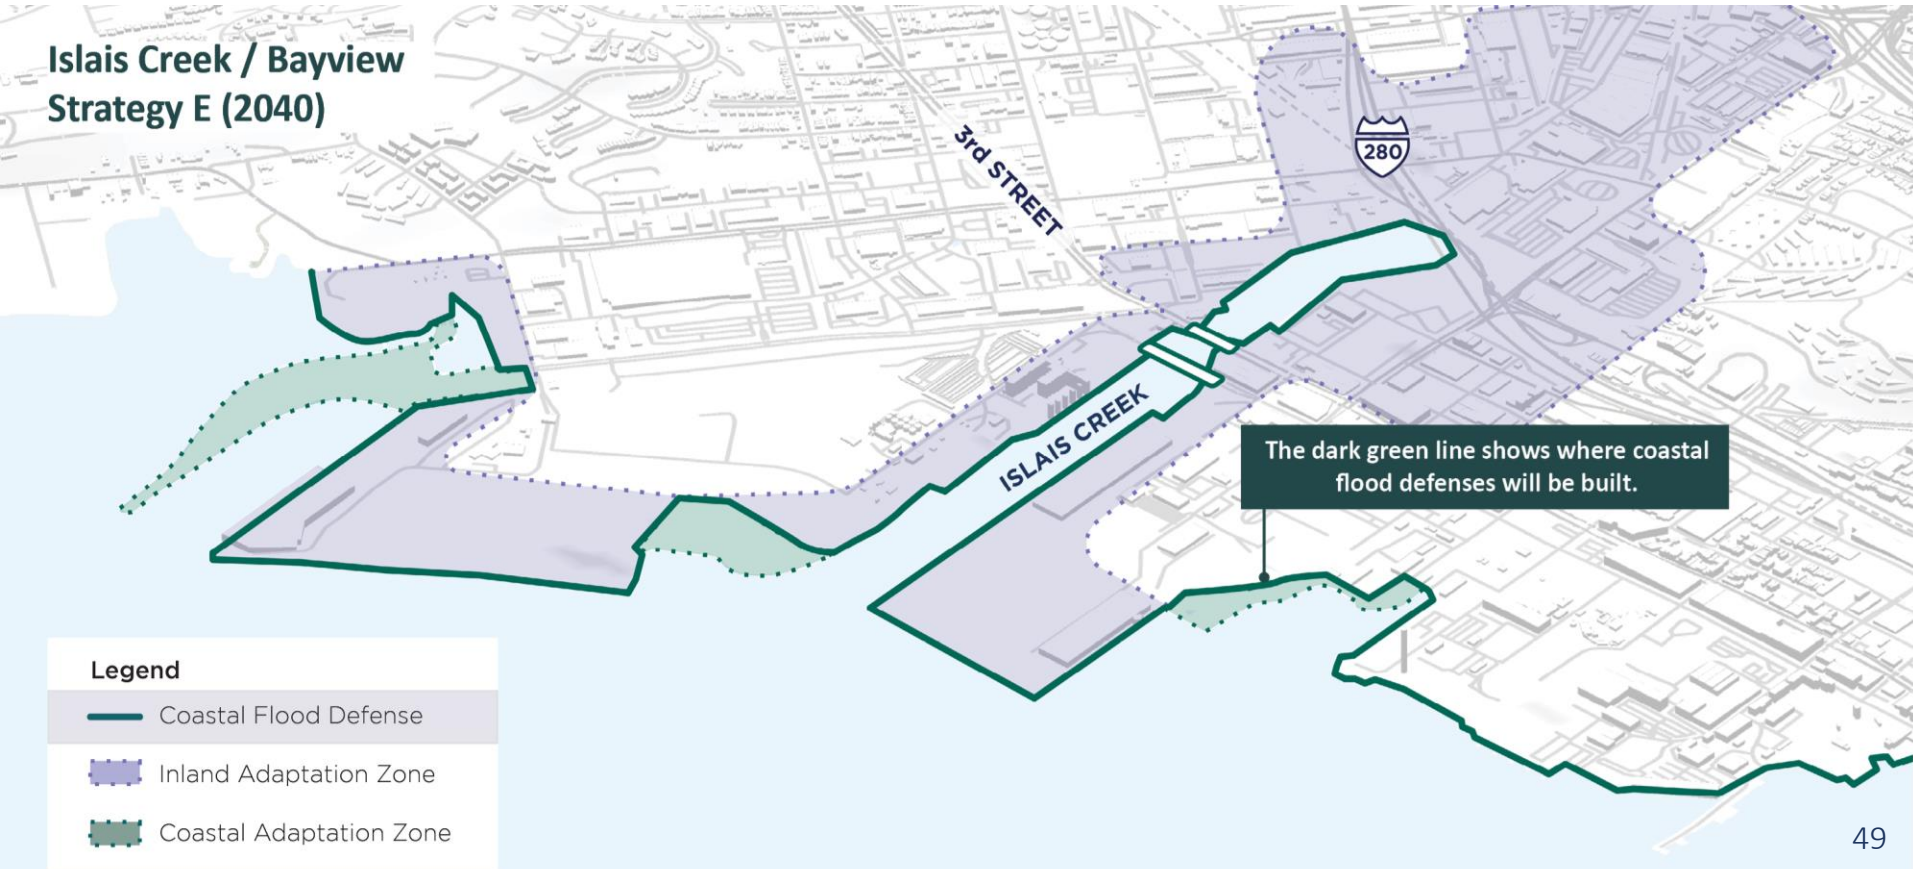 Islais Creek / Bayview
Strategy E (2040)
3rd STREET
280
ISLAIS CREEK
The dark green line shows where coastal
flood defenses will be built.
Legend
Coastal Flood Defense
Inland Adaptation Zone
Coastal Adaptation Zone
49